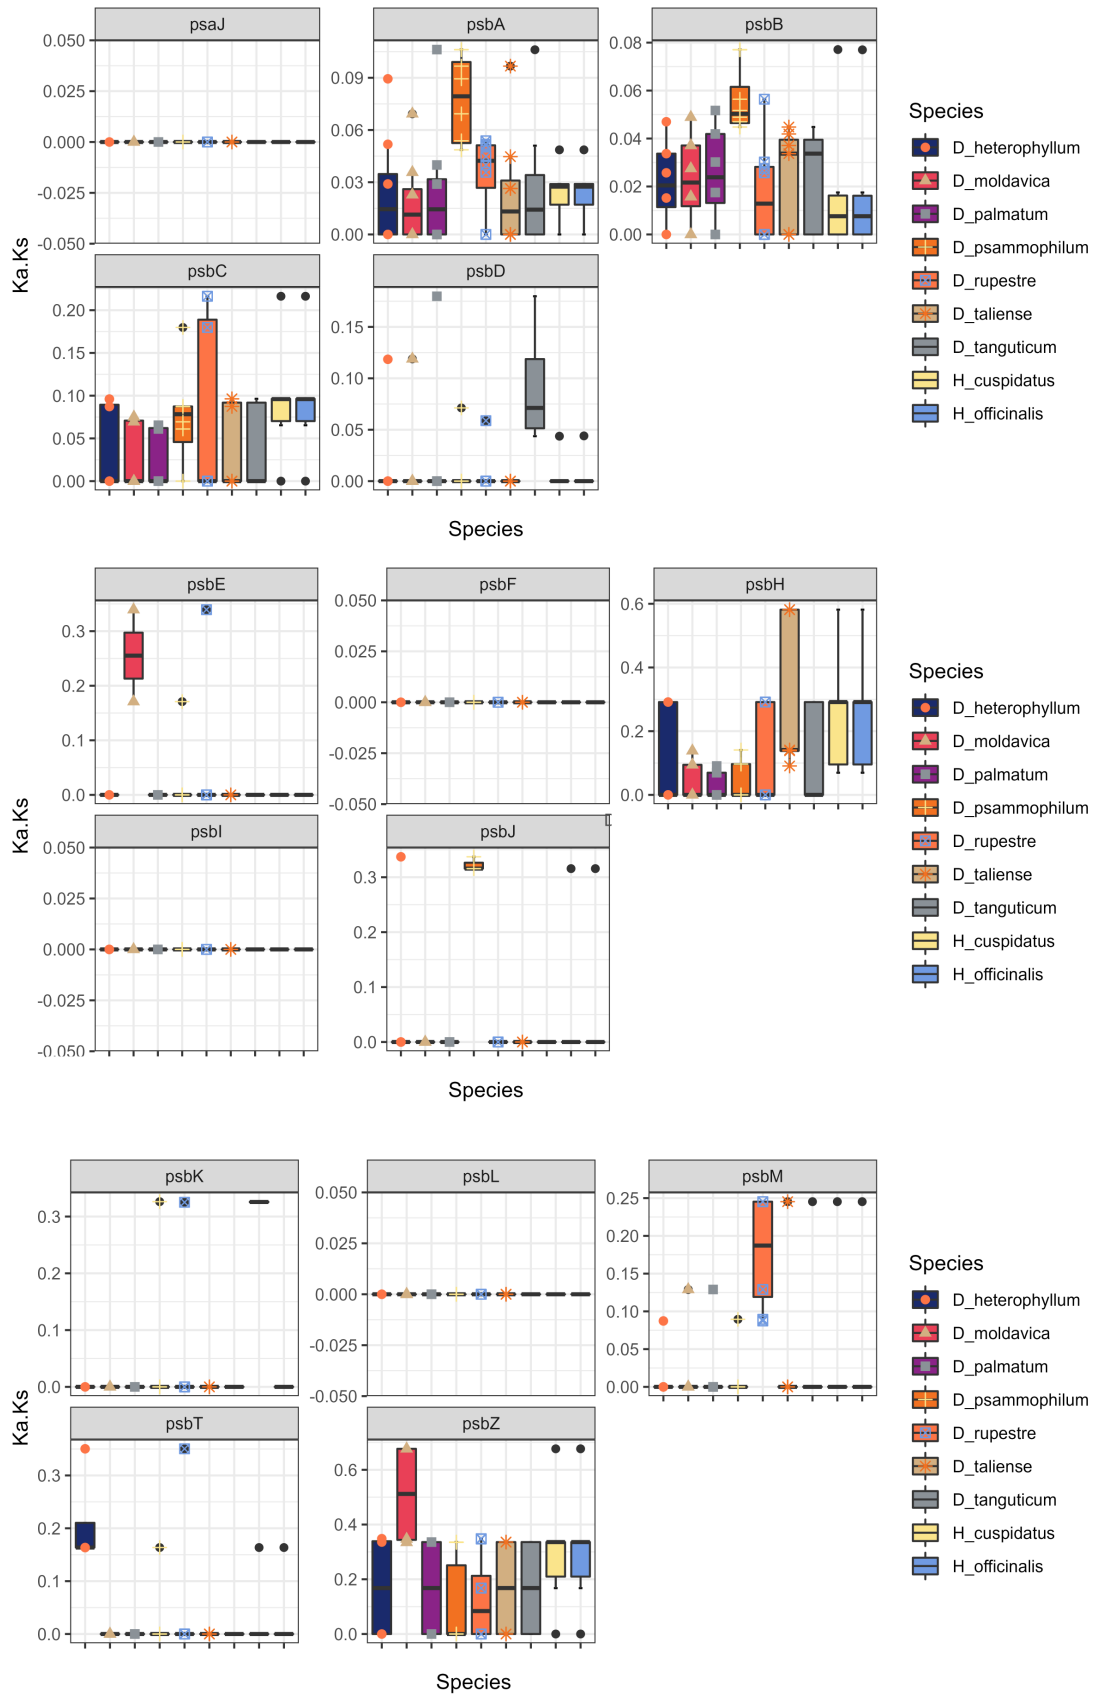 psaJ
psbA
psbB
0.050
0.025
0.000
-0.025
-0.050
0.09
0.06
0.03
0.00
0.08
0.06
0.04
0.02
0.00
Ka.Ks
psbC
psbD
0.20
0.15
0.10
0.05
0.00
0.15
0.10
0.05
0.00
Species
Species
D_heterophyllum
D_moldavica
D_palmatum
D_psammophilum
D_rupestre
D_taliense
D_tanguticum
H_cuspidatus
H_officinalis
psbE
psbF
psbH
0.3
0.2
0.1
0.0
0.050
0.025
0.000
-0.025
-0.050
0.6
0.4
0.2
0.0
Ka.Ks
psbI
psbJ
0.050
0.025
0.000
-0.025
-0.050
0.3
0.2
0.1
0.0
Species
Species
D_heterophyllum
D_moldavica
D_palmatum
D_psammophilum
D_rupestre
D_taliense
D_tanguticum
H_cuspidatus
H_officinalis
psbK
psbL
psbM
0.3
0.2
0.1
0.0
0.050
0.025
0.000
-0.025
-0.050
0.25
0.20
0.15
0.10
0.05
0.00
Ka.Ks
psbT
psbZ
0.3
0.2
0.1
0.0
0.6
0.4
0.2
0.0
Species
Species
D_heterophyllum
D_moldavica
D_palmatum
D_psammophilum
D_rupestre
D_taliense
D_tanguticum
H_cuspidatus
H_officinalis